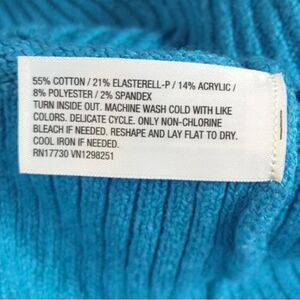 55% COTTON / 21% ELASTERELL-P / 14% ACRYLIC /
8% POLYESTER / 2% SPANDEX
TURN INSIDE OUT. MACHINE WASH COLD WITH LIKE
COLORS. DELICATE CYCLE. ONLY NON-CHLORINE
BLEACH IF NEEDED. RESHAPE AND LAY FLAT TO DRY.
COOL IRON IF NEEDED.
RN17730 VN1298251